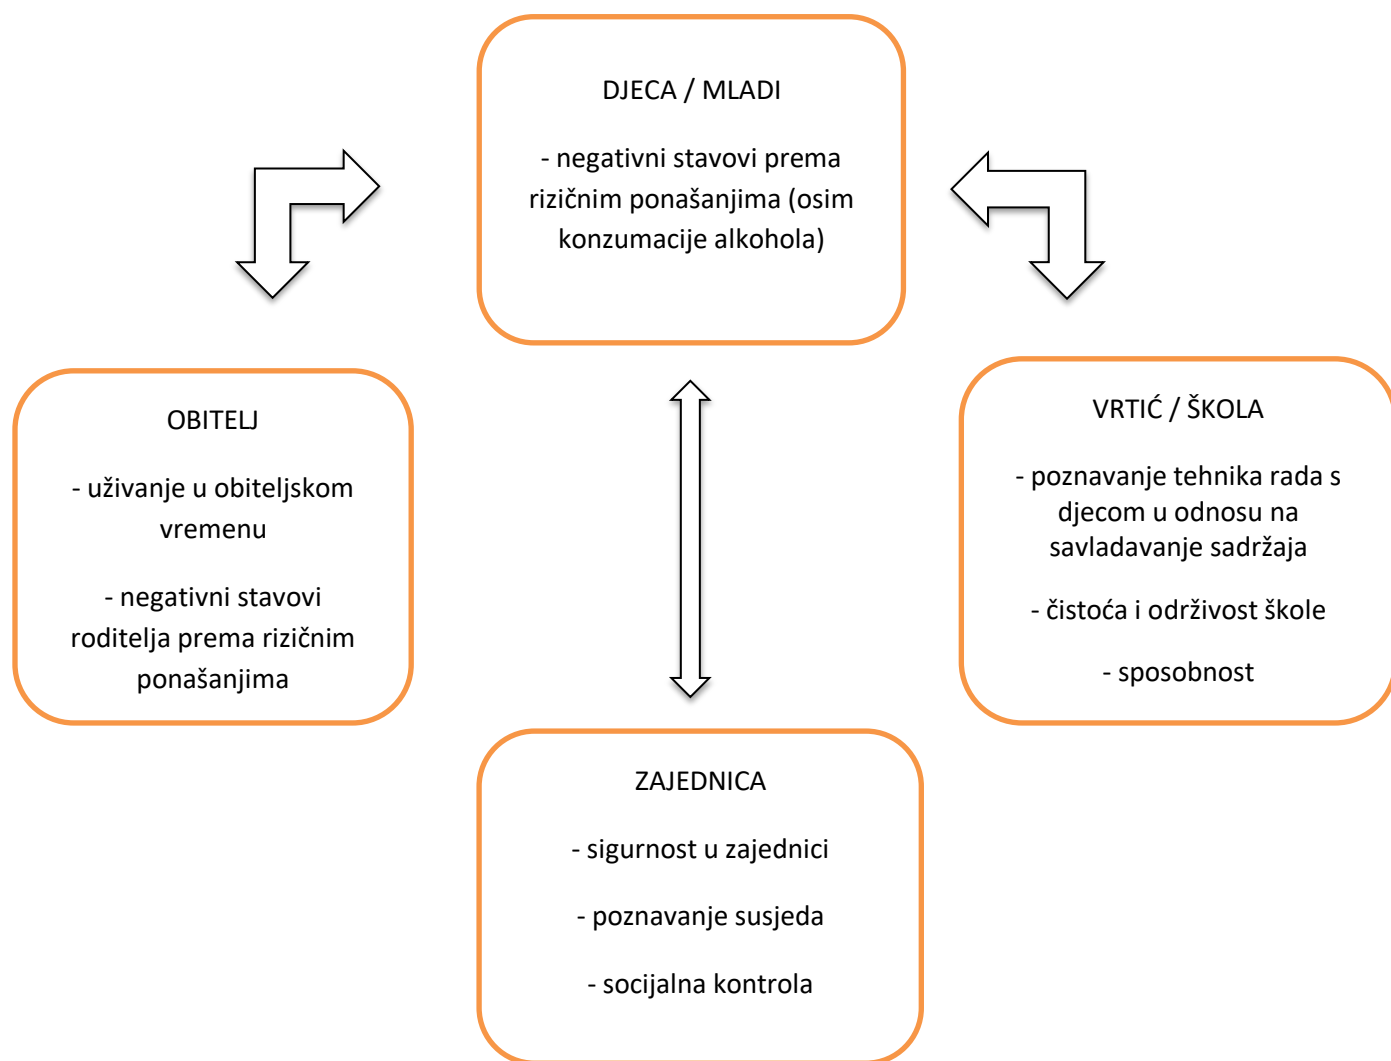 DJECA / MLADI
- negativni stavovi prema
rizičnim ponašanjima (osim
konzumacije alkohola)
OBITELJ
- uživanje u obiteljskom
vremenu
- negativni stavovi
roditelja prema rizičnim
ponašanjima
VRTIĆ / ŠKOLA
- poznavanje tehnika rada s
djecom u odnosu na
savladavanje sadržaja
- čistoća i održivost škole
- sposobnost
ZAJEDNICA
- sigurnost u zajednici
- poznavanje susjeda
- socijalna kontrola